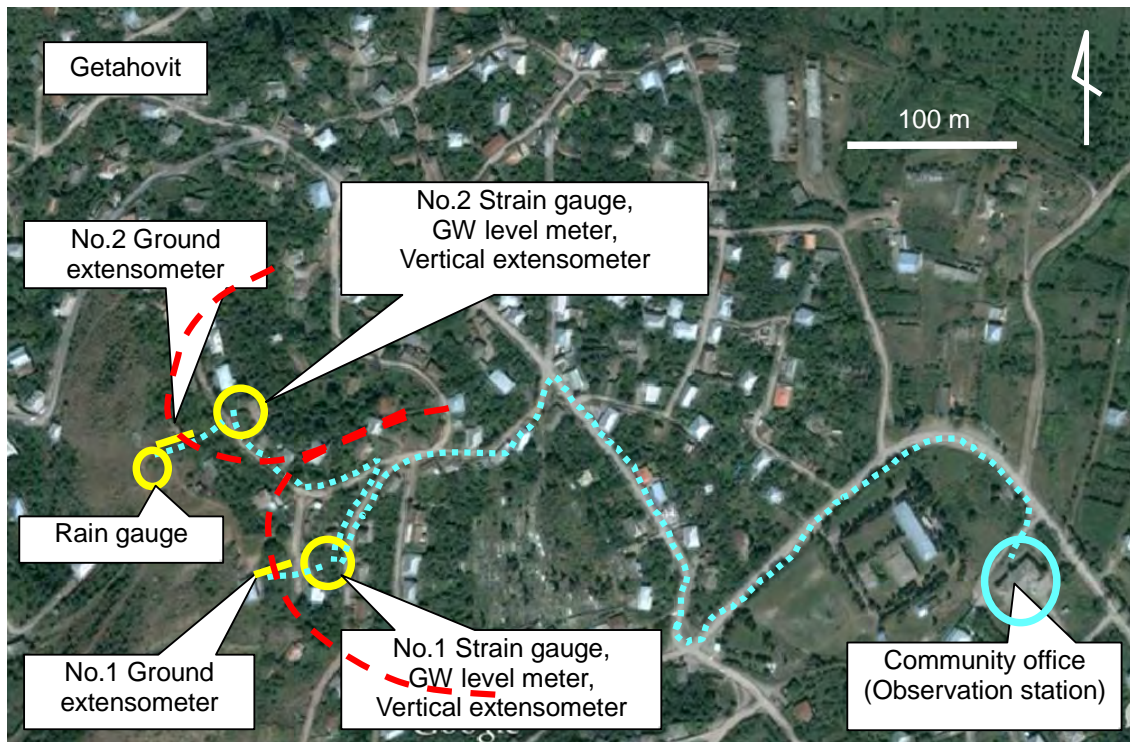 Getahovit
100 m
No.2 Strain gauge,
GW level meter,
Vertical extensometer
No.2 Ground
extensometer
Rain gauge
No.1 Ground
extensometer
No.1 Strain gauge,
GW level meter,
Vertical extensometer
Community office
(Observation station)
Google